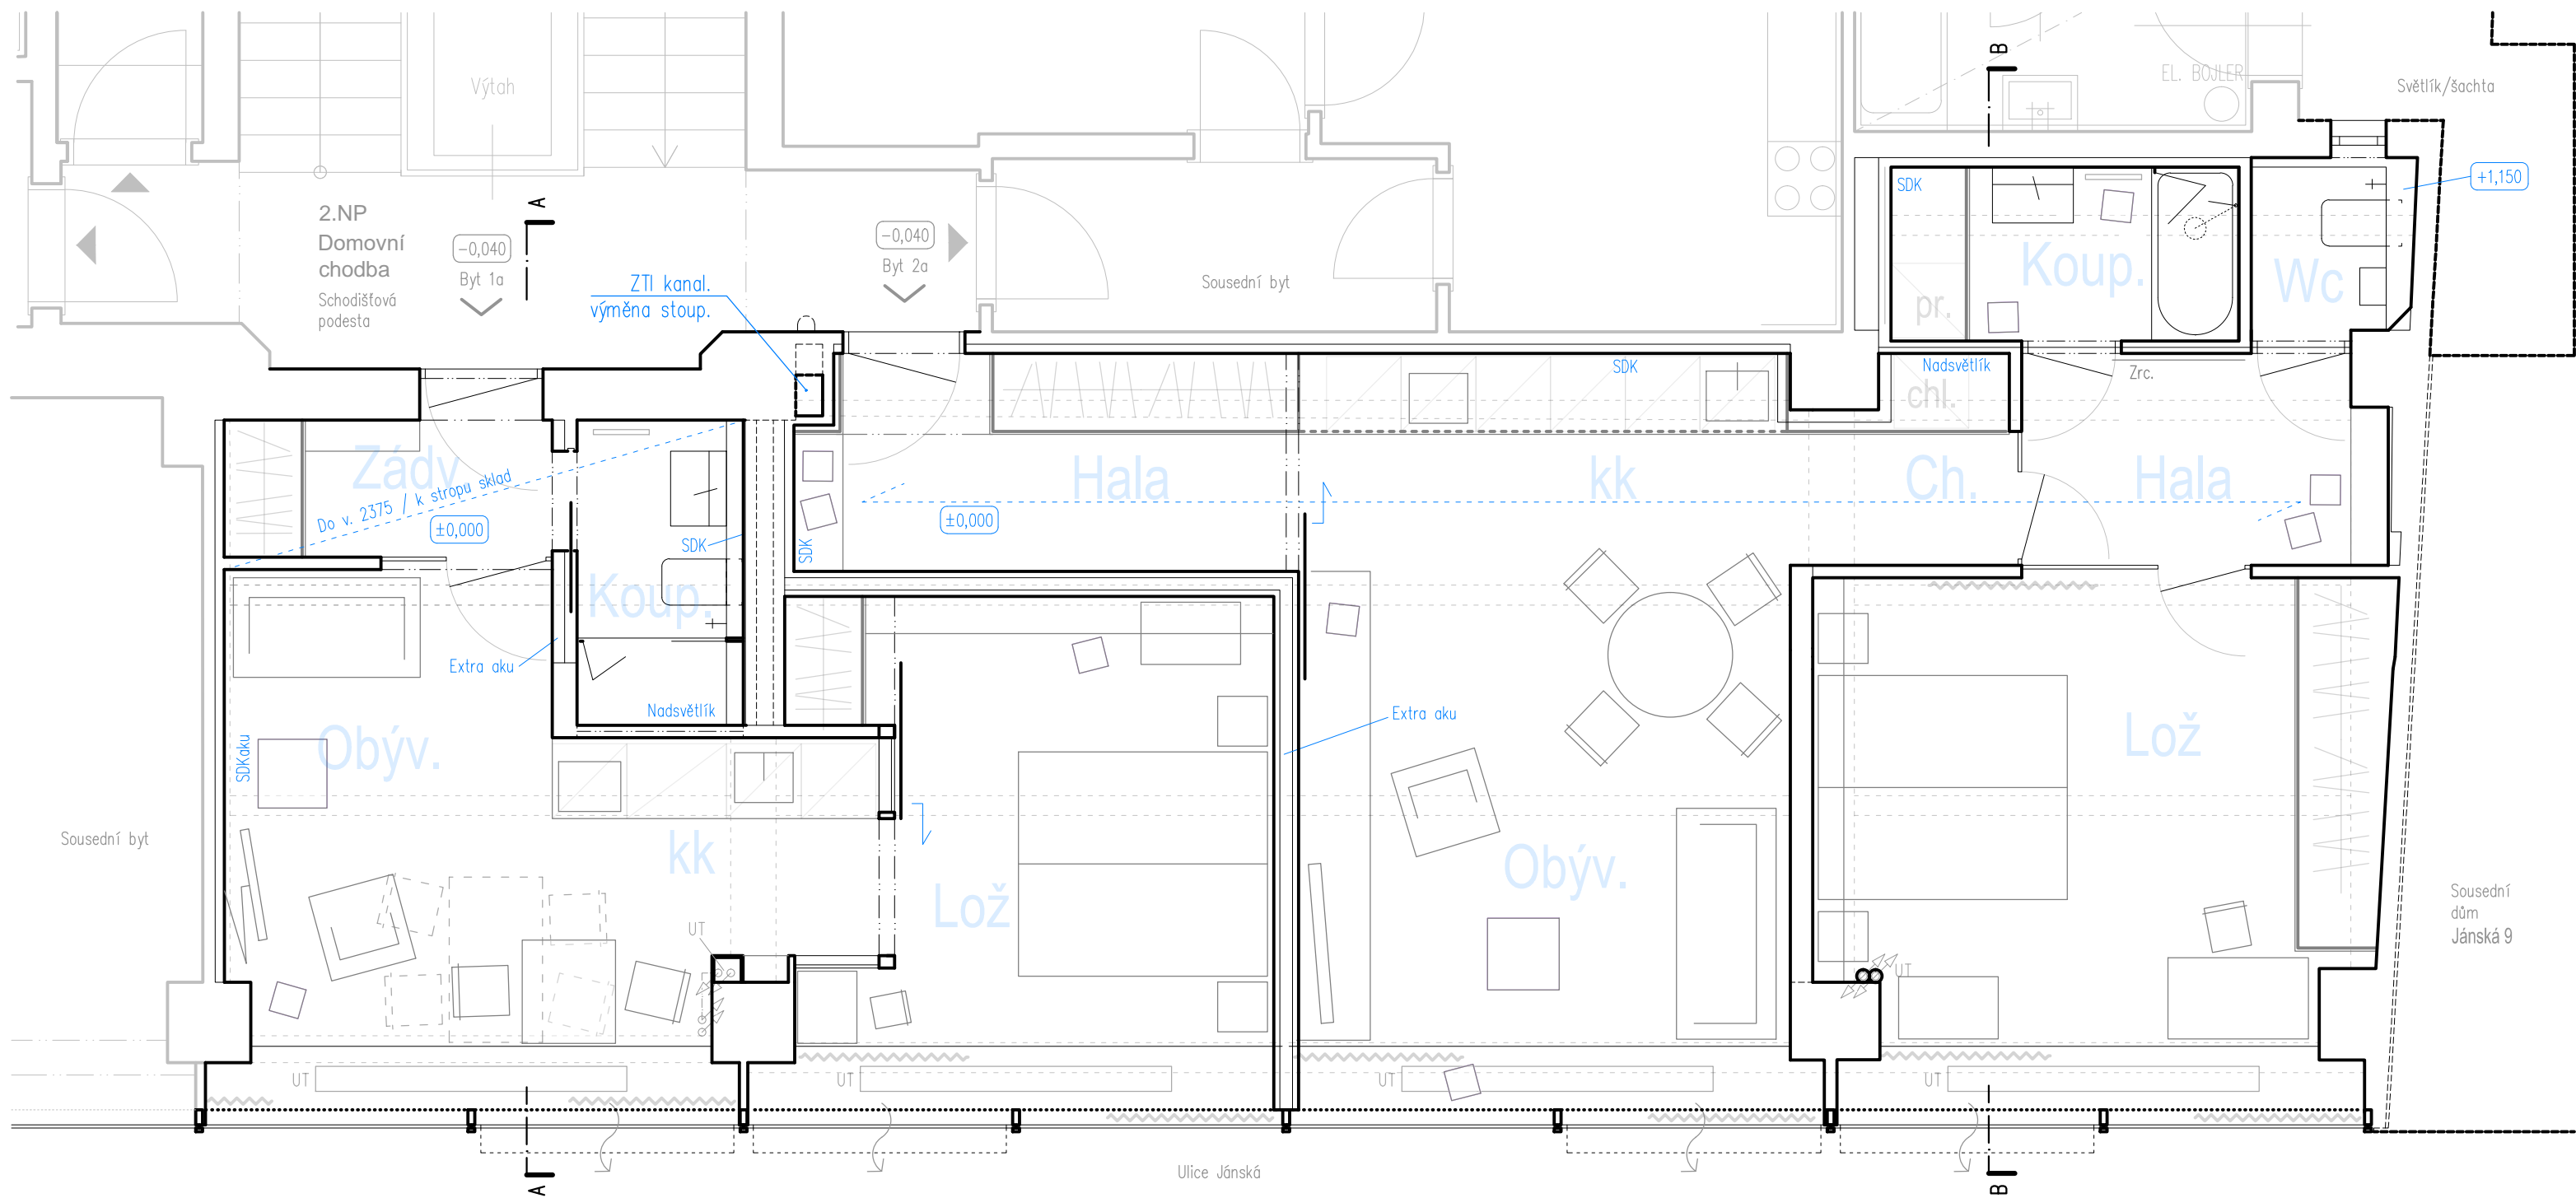 Výtah
B
EL. BOJLER
Světlík/šachta
+1,150
SDK
A
2.NP
Domovní
chodba
Schodišťová
podesta
-0,040
Byt 1a
-0,040
Byt 2a
ZTI kanal.
výměna stoup.
Sousední byt
Koup.
Wc
pr.
SDK
Nadsvětlík
chl.
Zrc.
Zády
Do v. 2375 / k stropu sklad
±0,000
SDK
Hala
±0,000
SDK
kk
Ch.
Hala
Koup.
Extra aku
Nadsvětlík
Obýv.
SDKaku
Extra aku
Lož
Sousední byt
kk
Lož
Obýv.
Sousední
dům
Jánská 9
UT
UT
UT
UT
UT
UT
A
Ulice Jánská
B